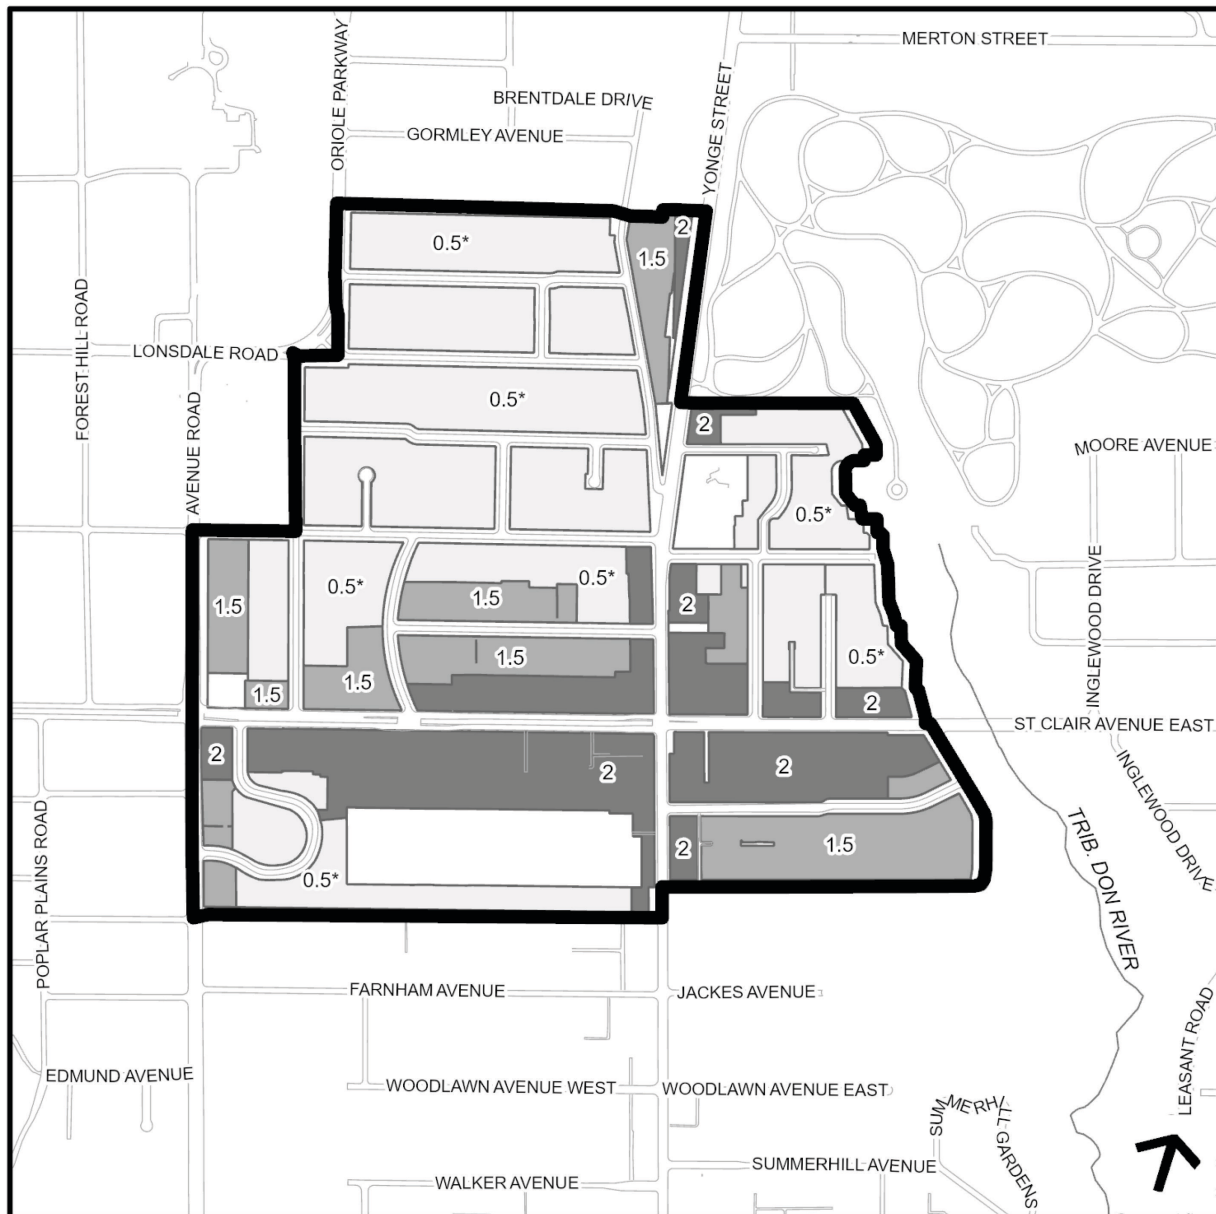 MERTON STREET
ORIOLE PARKWAY
YONGE STREET
BRENTDALE DRIVE
GORMLEY AVENUE
2
0.5*
1.5
FOREST HILL ROAD
LONSDALE ROAD
AVENUE ROAD
0.5*
2
MOORE AVENUE
0.5*
INGLEWOOD DRIVE
0.5*
0.5*
1.5
1.5
2
1.5
0.5*
1.5
1.5
2
ST CLAIR AVENUE EAST
2
2
2
INGLEWOOD DRIVE
POPLAR PLAINS ROAD
TRIB. DON RIVER
2
1.5
0.5*
FARNHAM AVENUE
JACKES AVENUE
LEASANT ROAD
EDMUND AVENUE
WOODLAWN AVENUE WEST
WOODLAWN AVENUE EAST
SUMMERHILL GARDENS
SUMMERHILL AVENUE
WALKER AVENUE